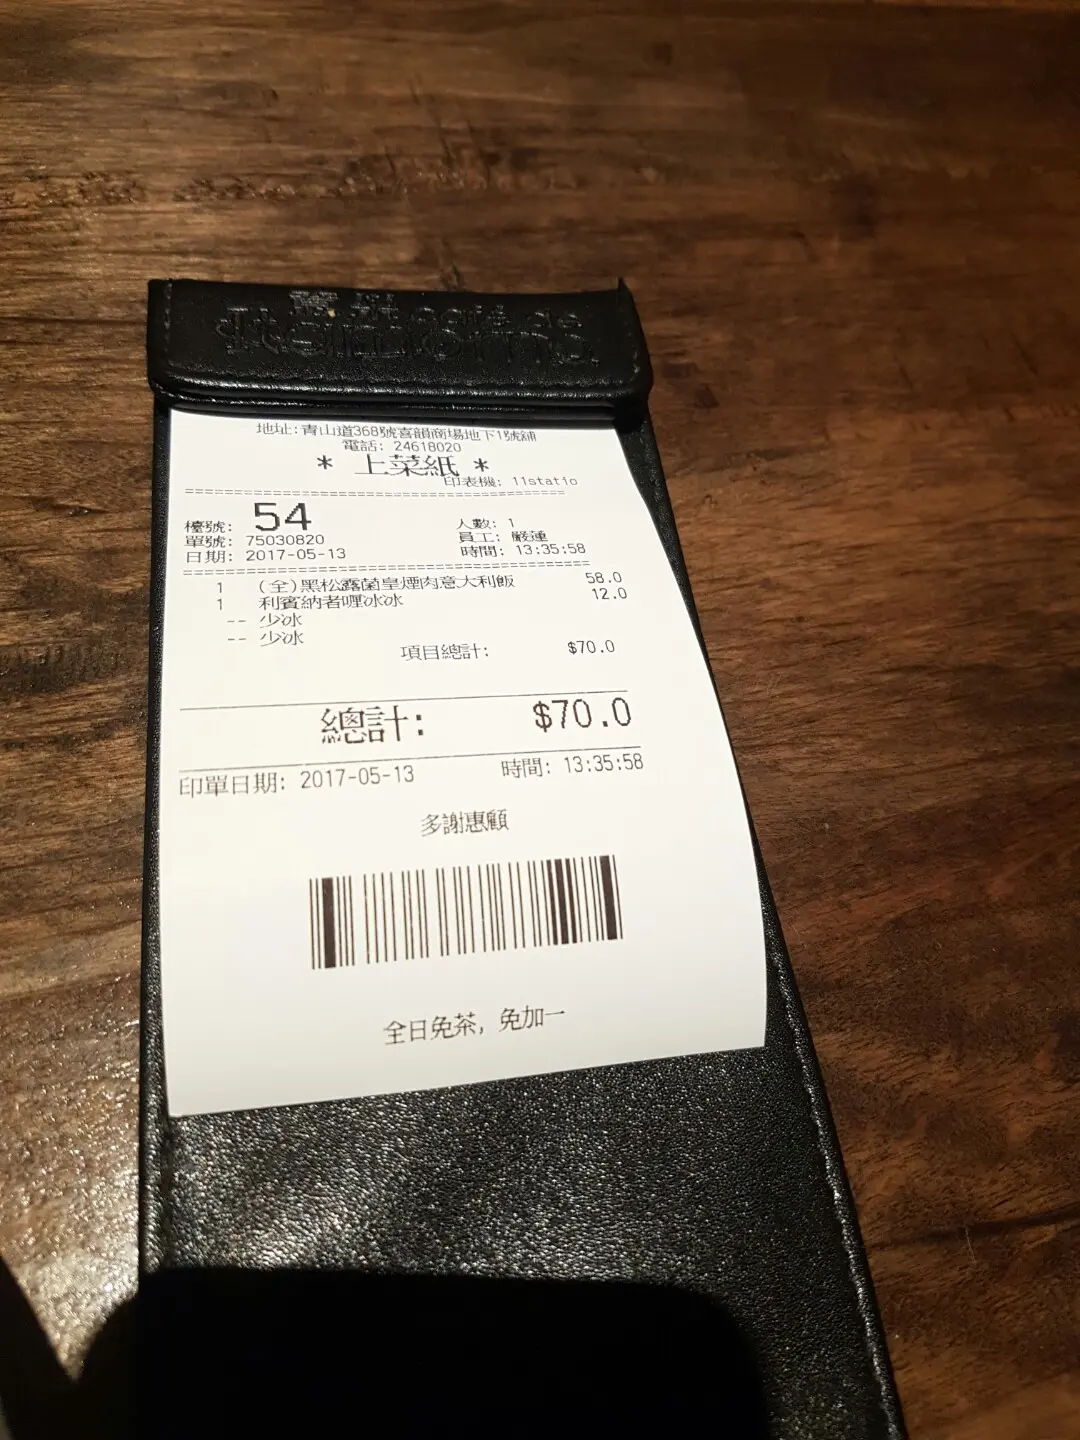 café de
地址:青山道368號喜韻商場地下1號舖
電話: 24618020
* 上菜紙 *
印表機: 11statio
檯號: 54 人數: 1
單號: 75030820 員工: 嚴蓮
日期: 2017-05-13 時間: 13:35:58
1 (全)黑松露菌皇煙肉意大利飯 58.0
1 利賓納者喱冰冰 12.0
-- 少冰
-- 少冰
項目總計: $70.0
總計: $70.0
印單日期: 2017-05-13 時間: 13:35:58
多謝惠顧
全日免茶, 免加一